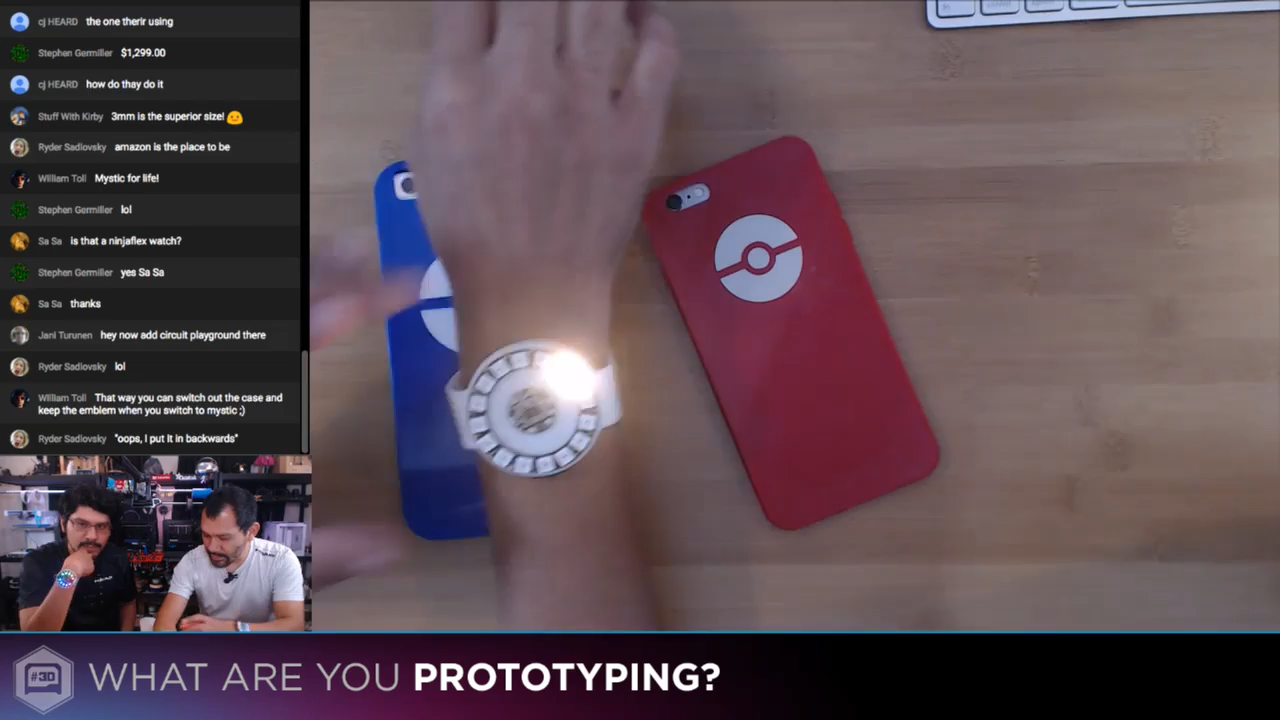 cj HEARD the one therir using
Stephen Germiller $1,299.00
cj HEARD how do thay do it
Stuff With Kirby 3mm is the superior size!
Ryder Sadlovsky amazon is the place to be
William Toll Mystic for life!
Stephen Germiller lol
Sa Sa is that a ninjaflex watch?
Stephen Germiller yes Sa Sa
Sa Sa thanks
Jani Turunen hey now add circuit playground there
Ryder Sadlovsky lol
William Toll That way you can switch out the case and
keep the emblem when you switch to mystic ;)
Ryder Sadlovsky "oops, I put it in backwards"
#3D
WHAT ARE YOU PROTOTYPING?